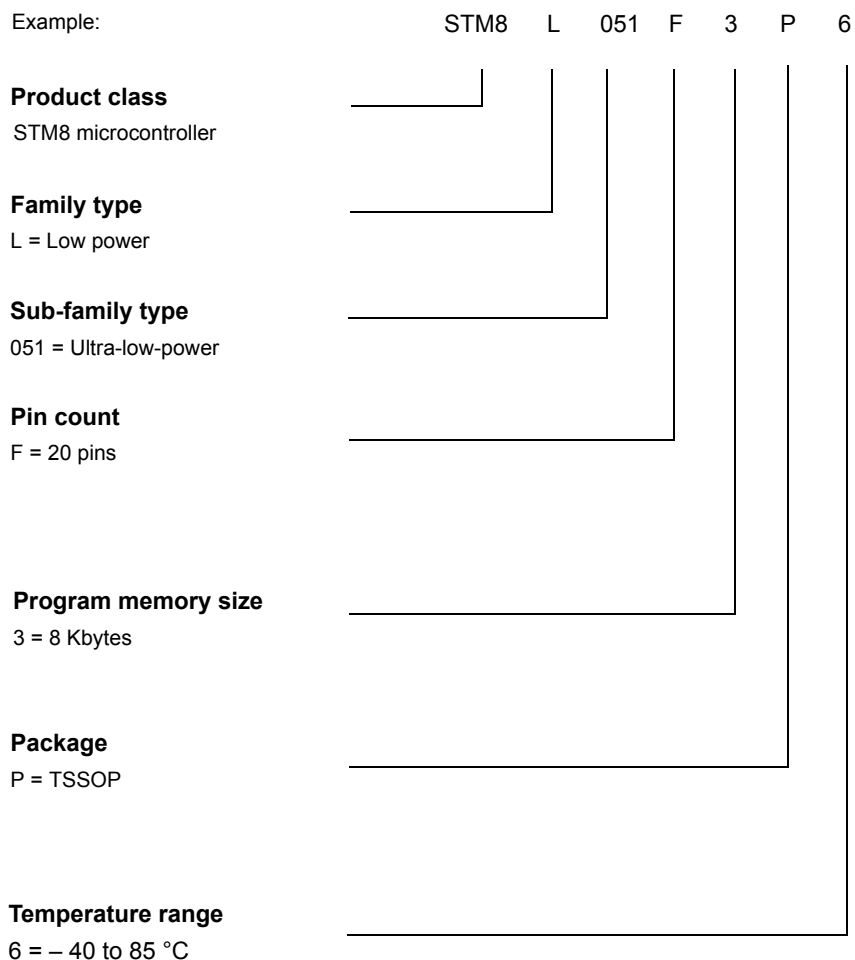 Example: STM8 L 051 F 3 P 6
Product class
STM8 microcontroller
Family type
L = Low power
Sub-family type
051 = Ultra-low-power
Pin count
F = 20 pins
Program memory size
3 = 8 Kbytes
Package
P = TSSOP
Temperature range
6 = – 40 to 85 °C